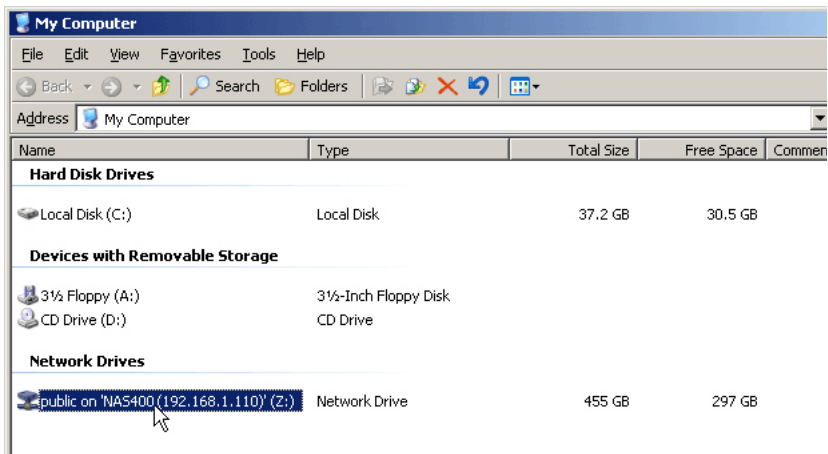 My Computer
File Edit View Favorites Tools Help
Back Search Folders
Address My Computer
Name Type Total Size Free Space Commen
Hard Disk Drives
Local Disk (C:) Local Disk 37.2 GB 30.5 GB
Devices with Removable Storage
3½ Floppy (A:) 3½-Inch Floppy Disk
CD Drive (D:) CD Drive
Network Drives
public on 'NAS400 (192.168.1.110)' (Z:) Network Drive 455 GB 297 GB